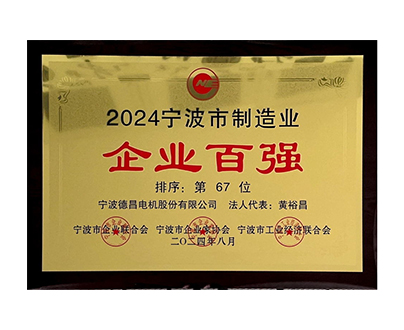 2024宁波市制造业
企业百强
排序：第 67 位
宁波德昌电机股份有限公司 法人代表：黄裕昌
宁波市企业联合会 宁波市企业家协会 宁波市工业经济联合会
二〇二四年八月